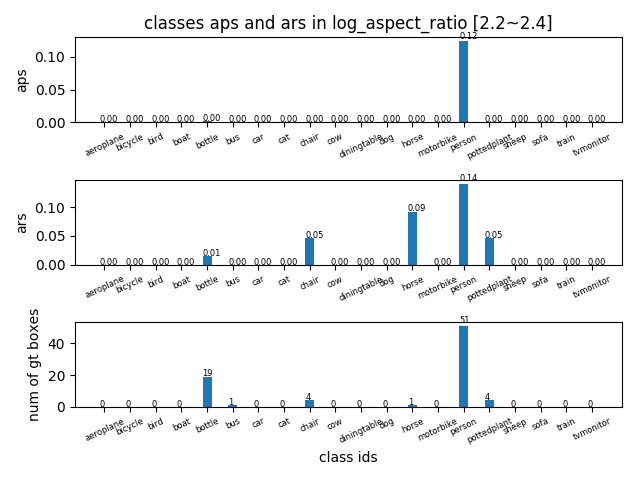 classes aps and ars in log_aspect_ratio [2.2~2.4]
aps
0.10
0.05
0.00
0.00 0.00 0.00 0.00 0.00 0.00 0.00 0.00 0.00 0.00 0.00 0.00 0.00 0.00 0.12 0.00 0.00 0.00 0.00 0.00
aeroplane bicycle bird boat bottle bus car cat chair cow diningtable dog horse motorbike person pottedplant sheep sofa train tvmonitor
ars
0.10
0.05
0.00
0.00 0.00 0.00 0.00 0.01 0.00 0.00 0.00 0.05 0.00 0.00 0.00 0.09 0.00 0.14 0.05 0.00 0.00 0.00 0.00
aeroplane bicycle bird boat bottle bus car cat chair cow diningtable dog horse motorbike person pottedplant sheep sofa train tvmonitor
num of gt boxes
40
20
0
0 0 0 0 19 1 0 0 4 0 0 0 1 0 51 4 0 0 0 0
aeroplane bicycle bird boat bottle bus car cat chair cow diningtable dog horse motorbike person pottedplant sheep sofa train tvmonitor
class ids